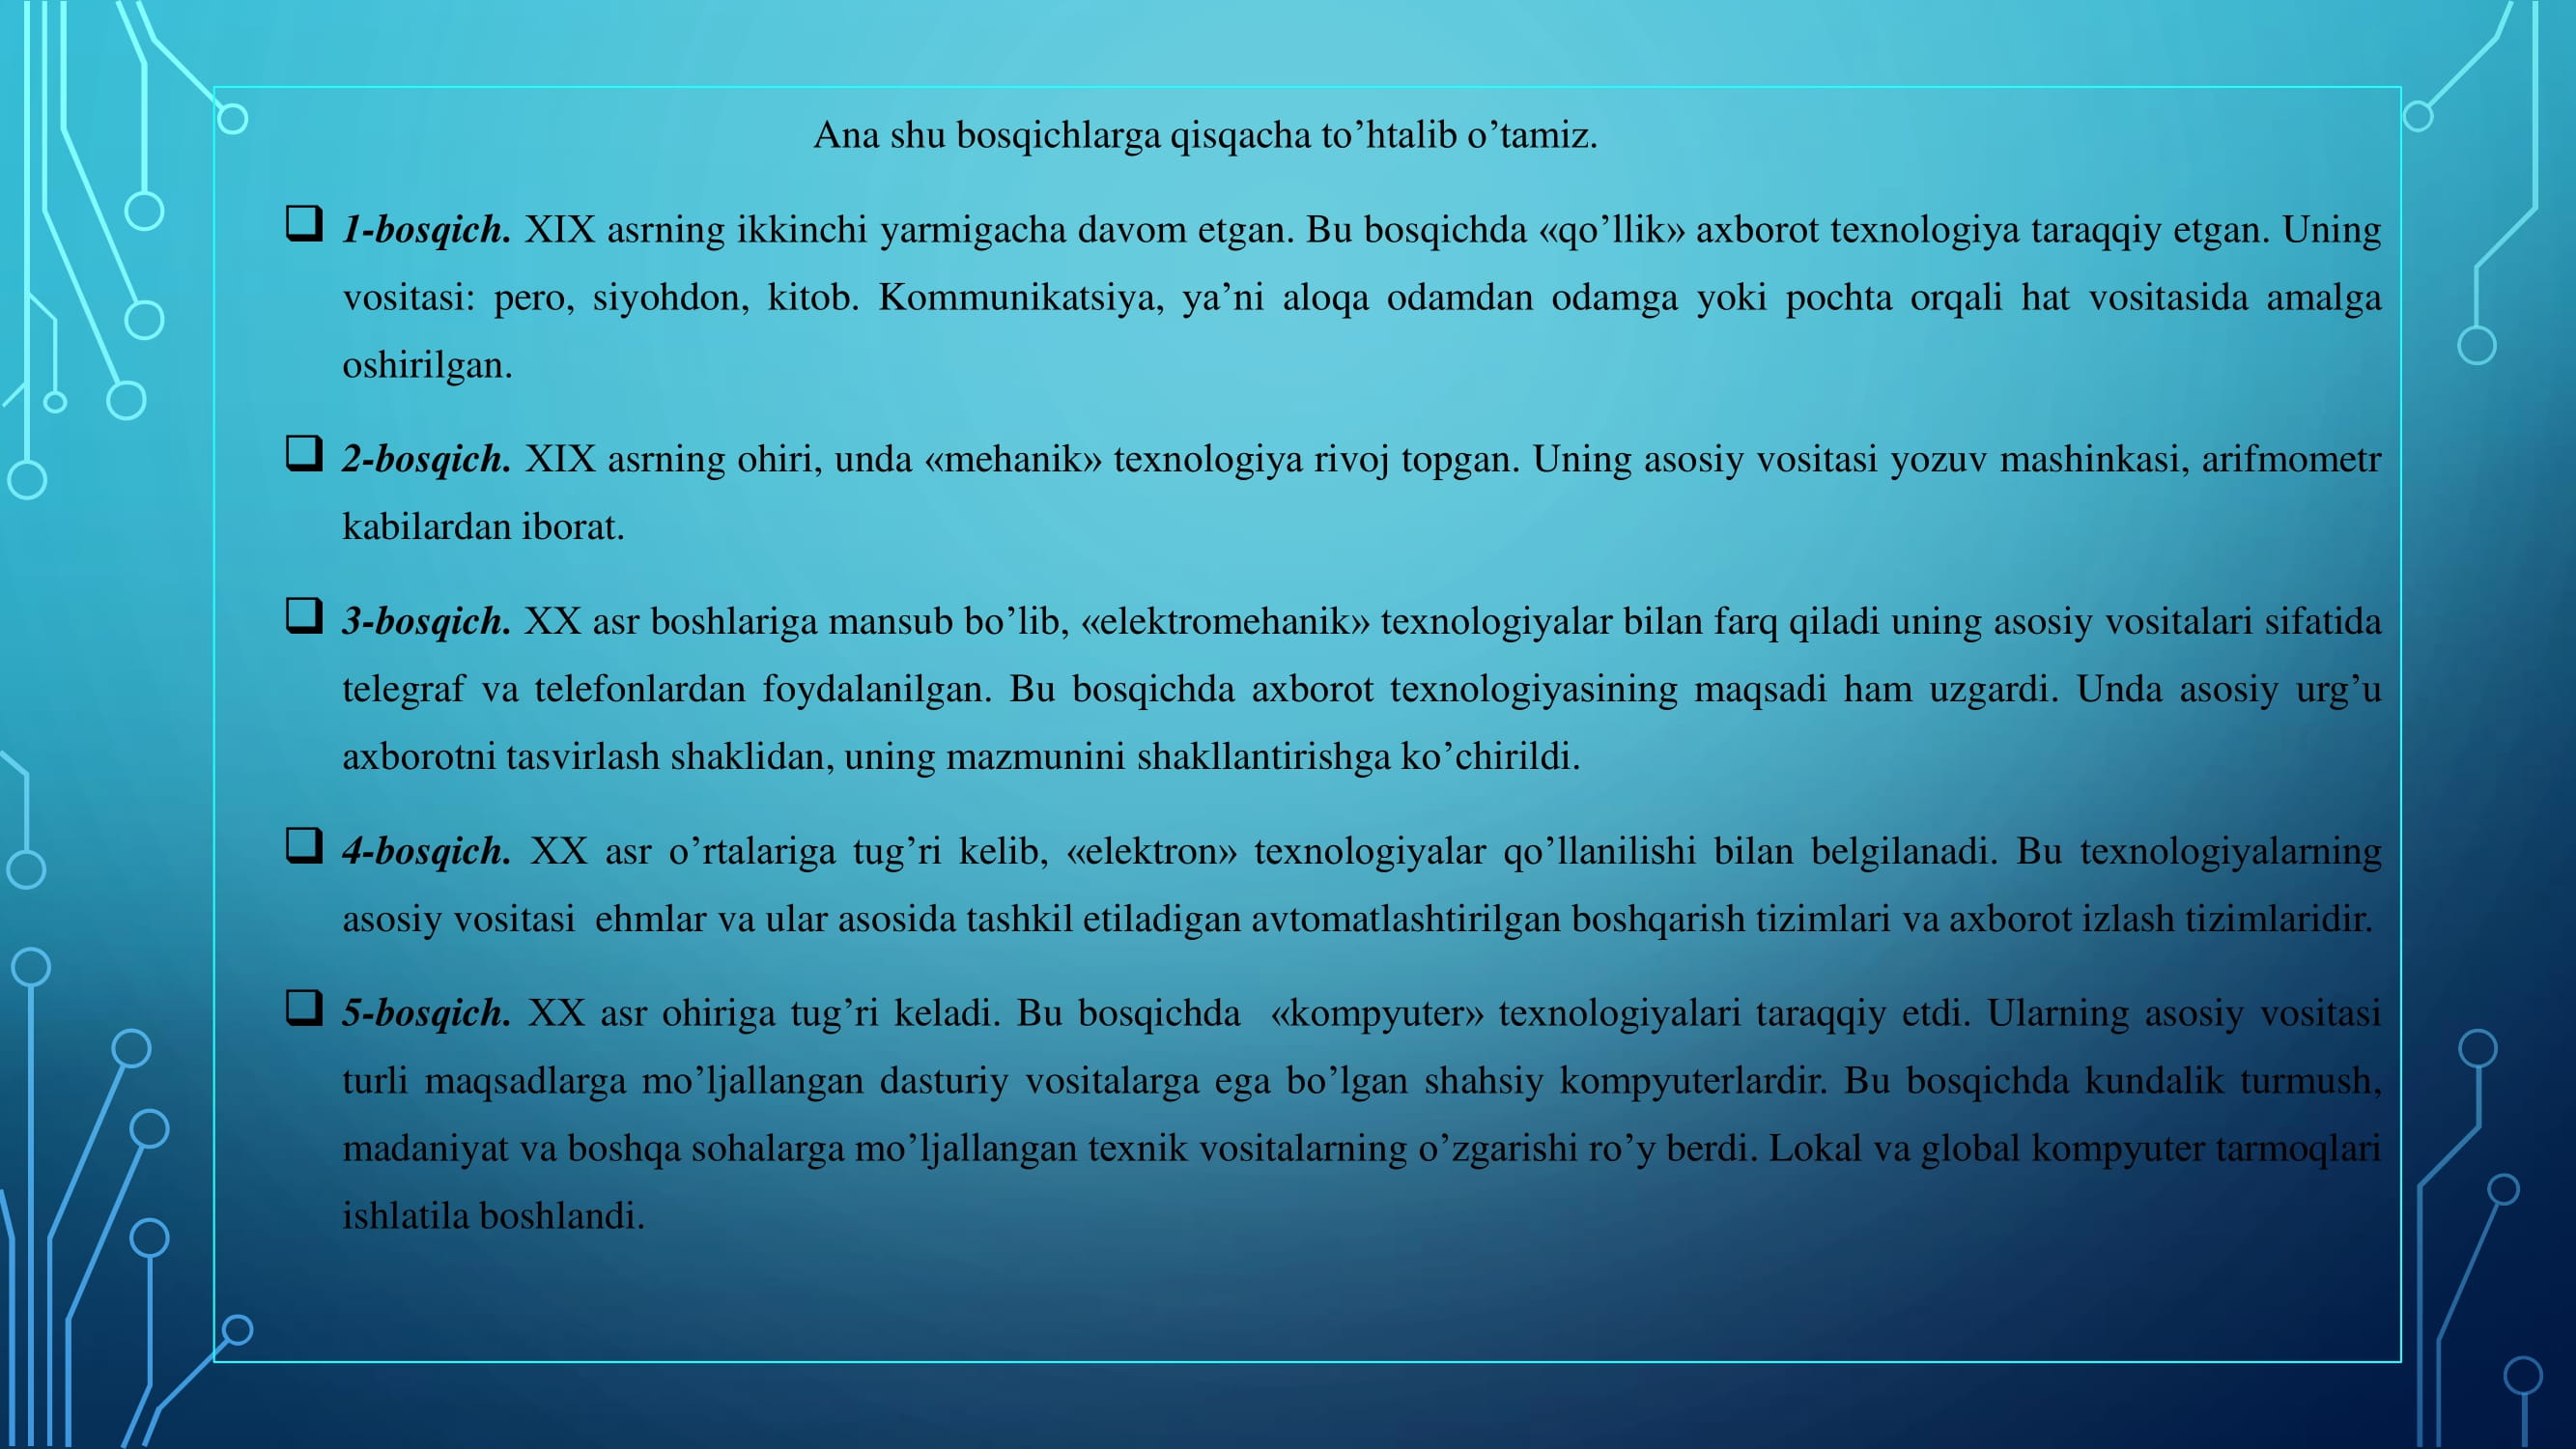 Ana shu bosqichlarga qisqacha to’htalib o’tamiz.
1-bosqich. XIX asrning ikkinchi yarmigacha davom etgan. Bu bosqichda «qo’llik» axborot texnologiya taraqqiy etgan. Uning
vositasi: pero, siyohdon, kitob. Kommunikatsiya, ya’ni aloqa odamdan odamga yoki pochta orqali hat vositasida amalga
oshirilgan.
2-bosqich. XIX asrning ohiri, unda «mehanik» texnologiya rivoj topgan. Uning asosiy vositasi yozuv mashinkasi, arifmometr
kabilardan iborat.
3-bosqich. XX asr boshlariga mansub bo’lib, «elektromehanik» texnologiyalar bilan farq qiladi uning asosiy vositalari sifatida
telegraf va telefonlardan foydalanilgan. Bu bosqichda axborot texnologiyasining maqsadi ham uzgardi. Unda asosiy urg’u
axborotni tasvirlash shaklidan, uning mazmunini shakllantirishga ko’chirildi.
4-bosqich. XX asr o’rtalariga tug’ri kelib, «elektron» texnologiyalar qo’llanilishi bilan belgilanadi. Bu texnologiyalarning
asosiy vositasi ehmlar va ular asosida tashkil etiladigan avtomatlashtirilgan boshqarish tizimlari va axborot izlash tizimlaridir.
5-bosqich. XX asr ohiriga tug’ri keladi. Bu bosqichda «kompyuter» texnologiyalari taraqqiy etdi. Ularning asosiy vositasi
turli maqsadlarga mo’ljallangan dasturiy vositalarga ega bo’lgan shahsiy kompyuterlardir. Bu bosqichda kundalik turmush,
madaniyat va boshqa sohalarga mo’ljallangan texnik vositalarning o’zgarishi ro’y berdi. Lokal va global kompyuter tarmoqlari
ishlatila boshlandi.